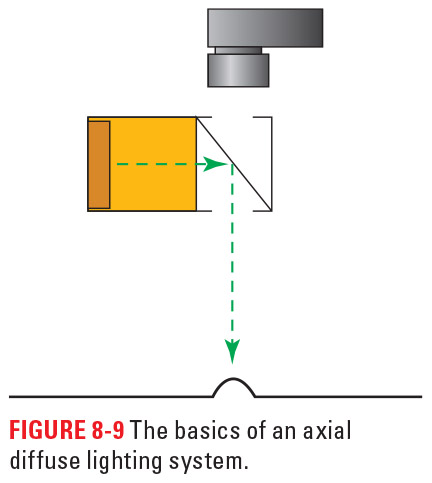 FIGURE 8-9 The basics of an axial
diffuse lighting system.